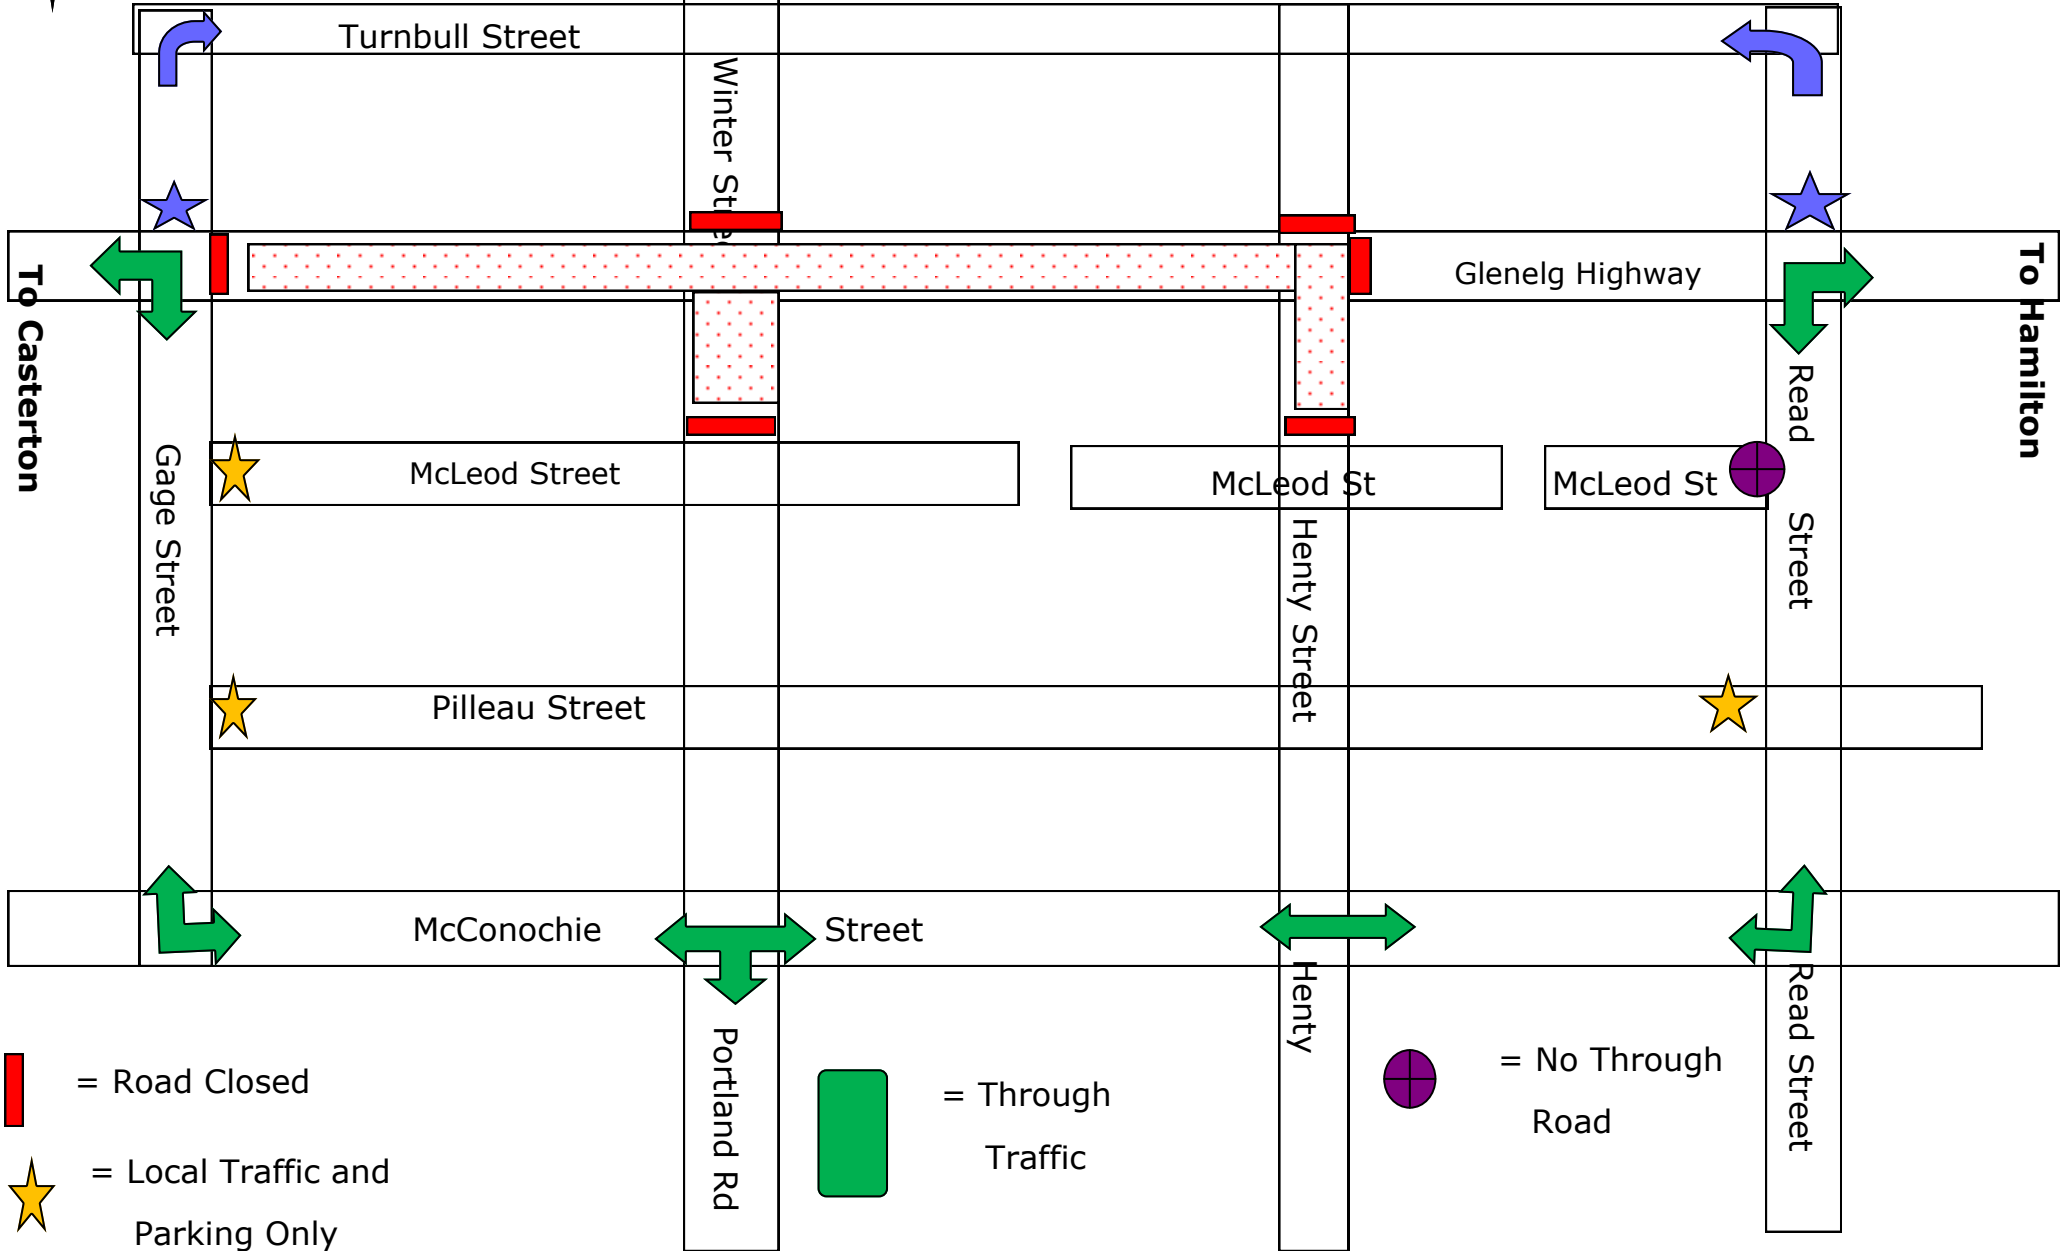 Turnbull Street
Winter Stree
Glenelg Highway
To Casterton
To Hamilton
Read Street
McLeod Street
McLeod St
McLeod St
Gage Street
Henty Street
Pilleau Street
McConochie Street
Henty
Read Street
Portland Rd
= Road Closed
= Local Traffic and
Parking Only
= Through
Traffic
= No Through
Road